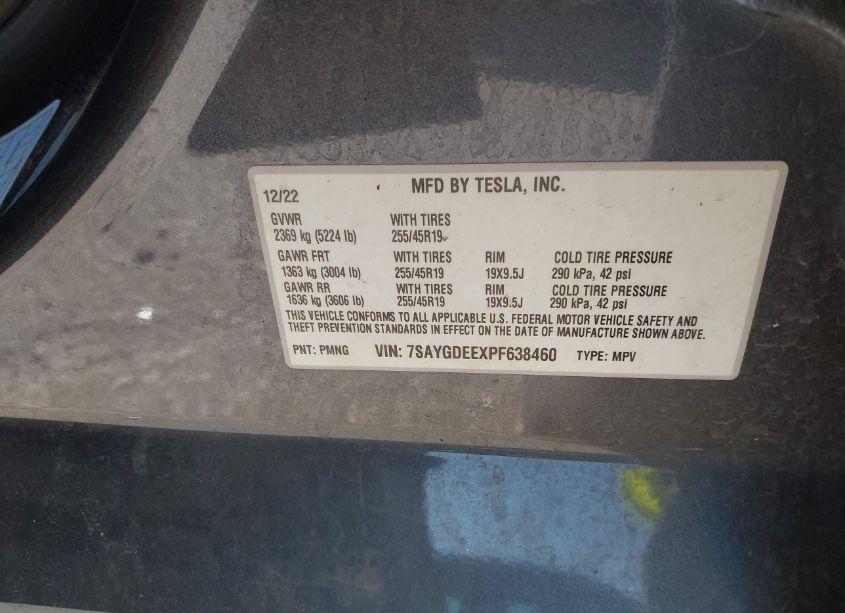 MFD BY TESLA, INC.
12/22
GVWR WITH TIRES
2369 kg (5224 lb) 255/45R19
GAWR FRT WITH TIRES RIM COLD TIRE PRESSURE
1363 kg (3004 lb) 255/45R19 19X9.5J 290 kPa, 42 psi
GAWR RR WITH TIRES RIM COLD TIRE PRESSURE
1636 kg (3606 lb) 255/45R19 19X9.5J 290 kPa, 42 psi
THIS VEHICLE CONFORMS TO ALL APPLICABLE U.S. FEDERAL MOTOR VEHICLE SAFETY AND
THEFT PREVENTION STANDARDS IN EFFECT ON THE DATE OF MANUFACTURE SHOWN ABOVE.
PNT: PMNG VIN: 7SAYGDEEXPF638460 TYPE: MPV